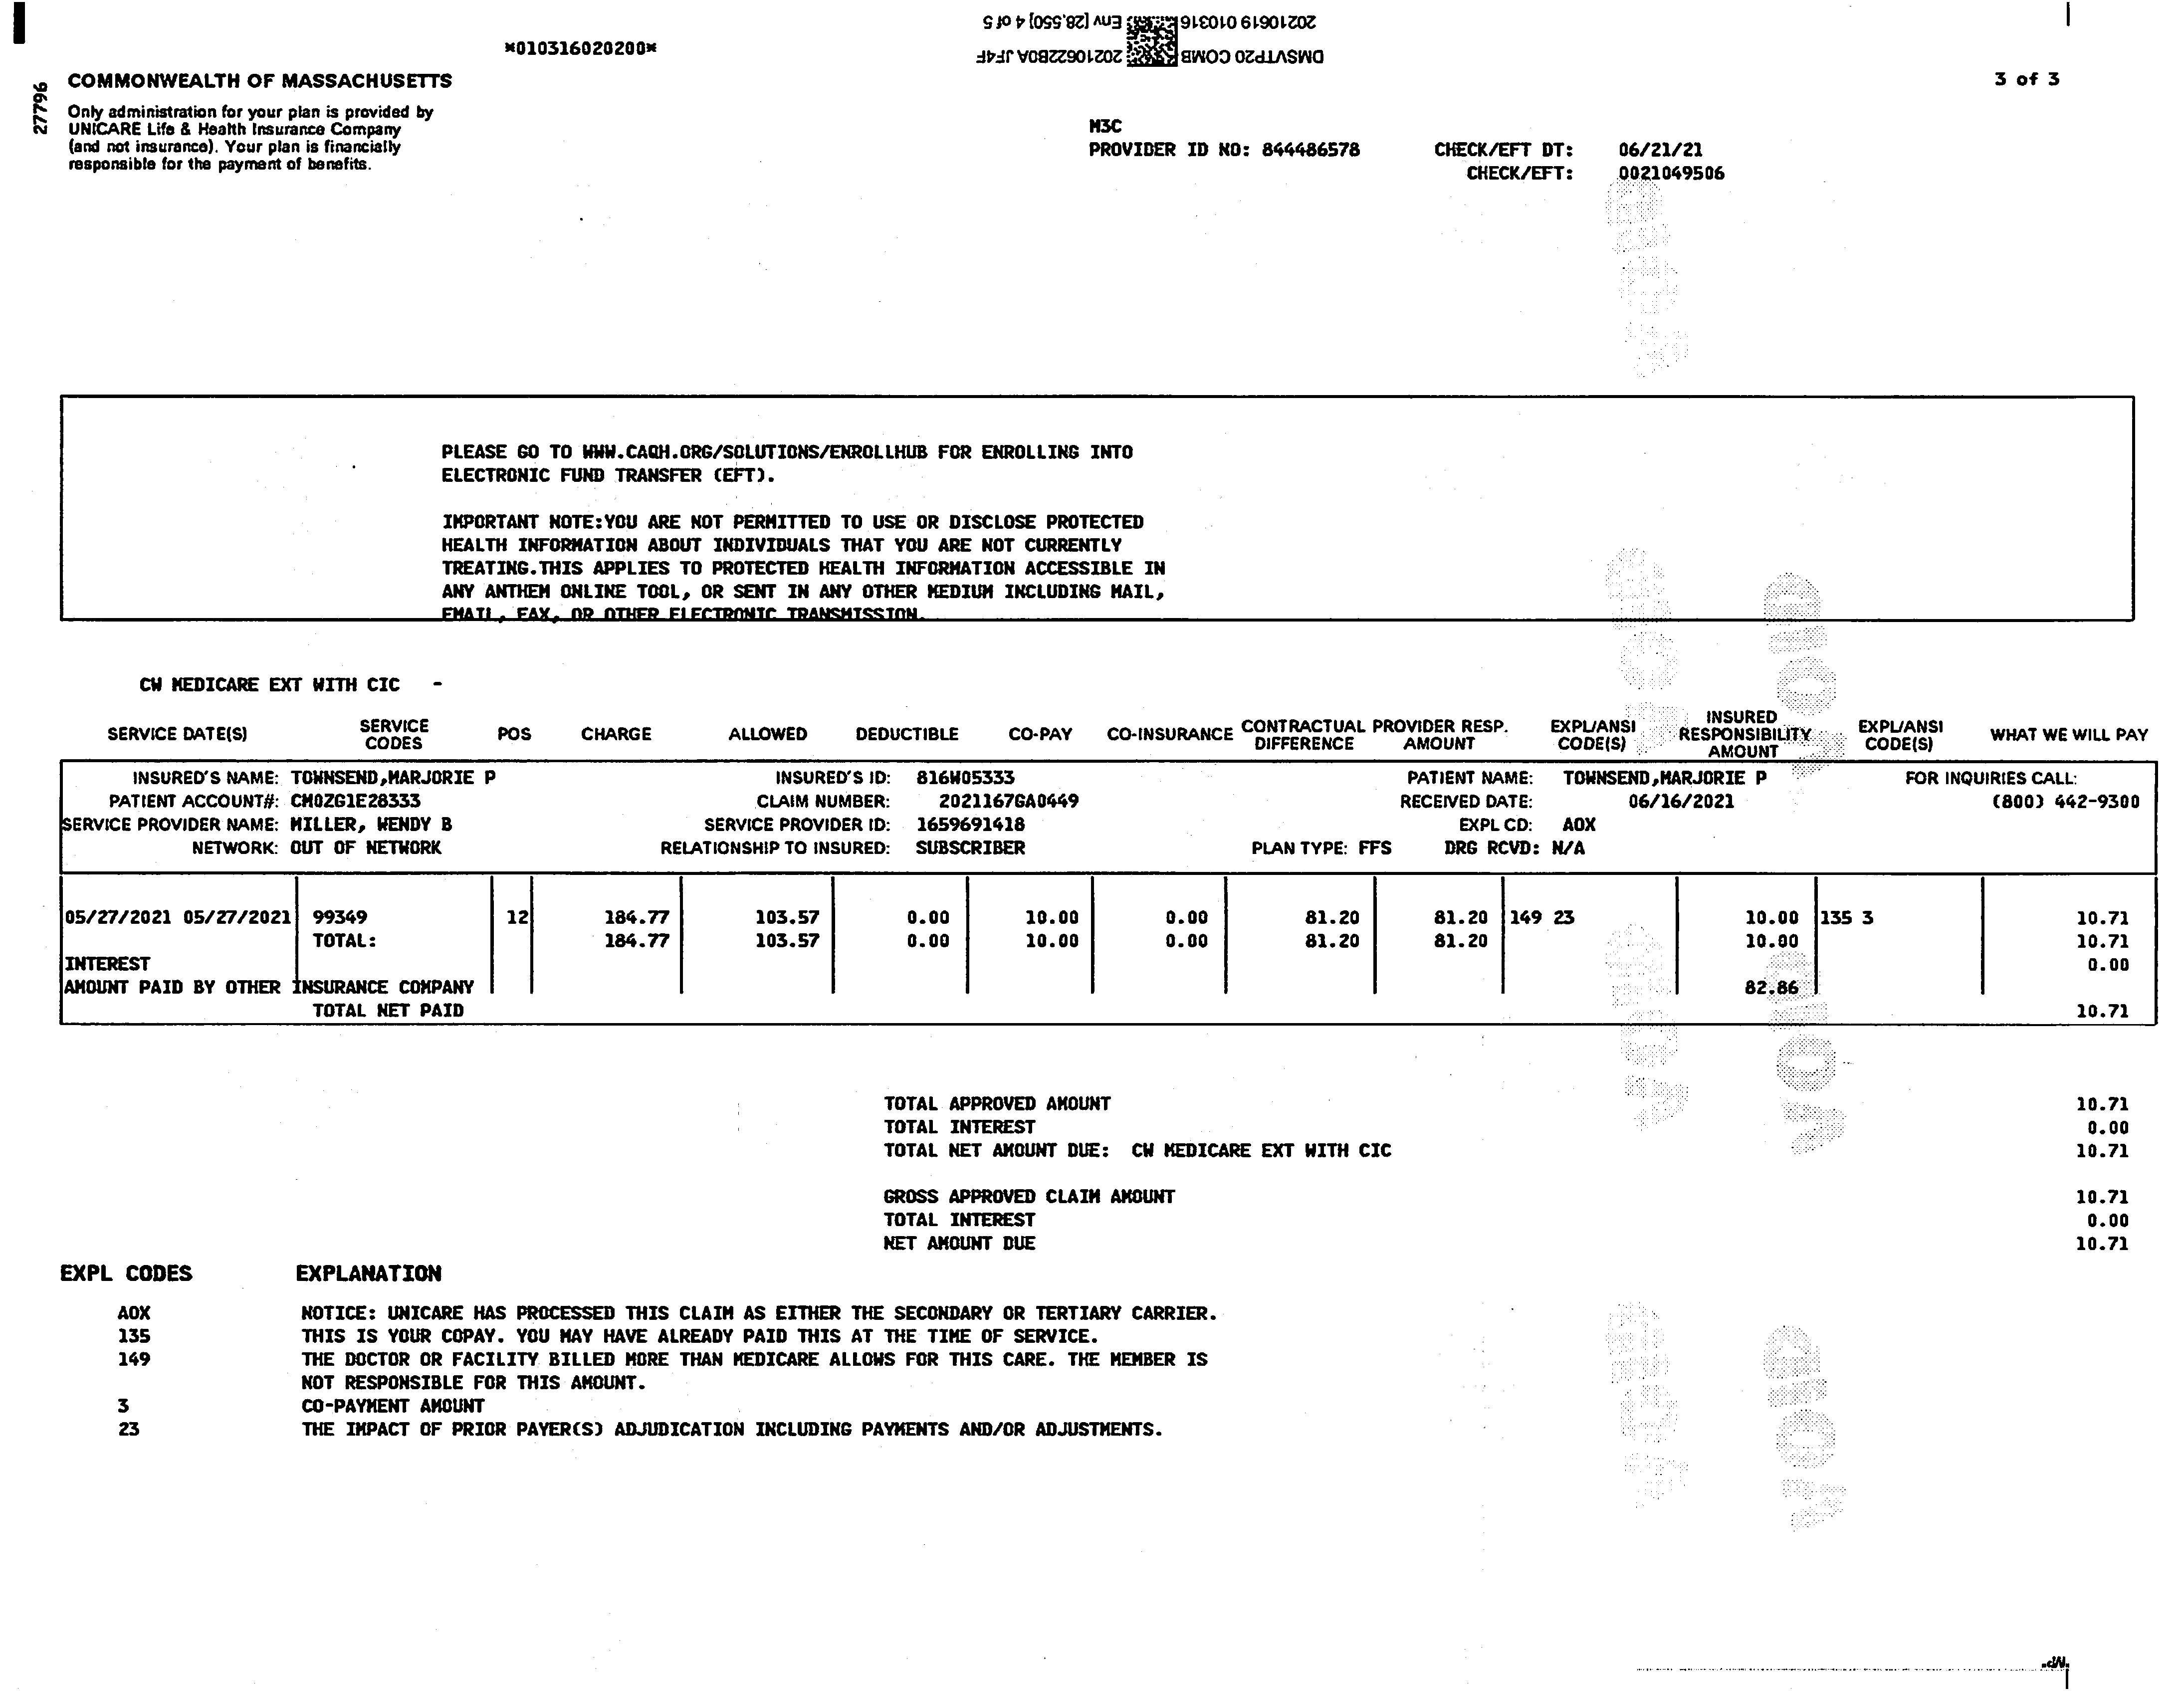 20210619 010316 Env [28,550] 4 of 5
DMSVTP20 COMB 20210622B0A JF4F
*010316020200*
3 of 3
27796
COMMONWEALTH OF MASSACHUSETTS
Only administration for your plan is provided by
UNICARE Life & Health Insurance Company
(and not insurance). Your plan is financially
responsible for the payment of benefits.
M3C
PROVIDER ID NO: 844486578 CHECK/EFT DT: 06/21/21
CHECK/EFT: 0021049506
PLEASE GO TO WWW.CAQH.ORG/SOLUTIONS/ENROLLHUB FOR ENROLLING INTO
ELECTRONIC FUND TRANSFER (EFT).
IMPORTANT NOTE:YOU ARE NOT PERMITTED TO USE OR DISCLOSE PROTECTED
HEALTH INFORMATION ABOUT INDIVIDUALS THAT YOU ARE NOT CURRENTLY
TREATING.THIS APPLIES TO PROTECTED HEALTH INFORMATION ACCESSIBLE IN
ANY ANTHEM ONLINE TOOL, OR SENT IN ANY OTHER MEDIUM INCLUDING MAIL,
EMAIL, FAX, OR OTHER ELECTRONIC TRANSMISSION.
CW MEDICARE EXT WITH CIC -
SERVICE DATE(S) SERVICE CODES POS CHARGE ALLOWED DEDUCTIBLE CO-PAY CO-INSURANCE CONTRACTUAL DIFFERENCE PROVIDER RESP. AMOUNT EXPL/ANSI CODE(S) INSURED RESPONSIBILITY AMOUNT EXPL/ANSI CODE(S) WHAT WE WILL PAY
INSURED'S NAME: TOWNSEND,MARJORIE P INSURED'S ID: 816W05333 PATIENT NAME: TOWNSEND,MARJORIE P FOR INQUIRIES CALL:
PATIENT ACCOUNT#: CM0ZG1E28333 CLAIM NUMBER: 2021167GA0449 RECEIVED DATE: 06/16/2021 (800) 442-9300
SERVICE PROVIDER NAME: MILLER, WENDY B SERVICE PROVIDER ID: 1659691418 EXPL CD: AOX
NETWORK: OUT OF NETWORK RELATIONSHIP TO INSURED: SUBSCRIBER PLAN TYPE: FFS DRG RCVD: N/A
05/27/2021 05/27/2021 99349 12 184.77 103.57 0.00 10.00 0.00 81.20 81.20 149 23 10.00 135 3 10.71
TOTAL: 184.77 103.57 0.00 10.00 0.00 81.20 81.20 10.00 10.71
INTEREST 0.00
AMOUNT PAID BY OTHER INSURANCE COMPANY 82.86
TOTAL NET PAID 10.71
TOTAL APPROVED AMOUNT 10.71
TOTAL INTEREST 0.00
TOTAL NET AMOUNT DUE: CW MEDICARE EXT WITH CIC 10.71
GROSS APPROVED CLAIM AMOUNT 10.71
TOTAL INTEREST 0.00
NET AMOUNT DUE 10.71
EXPL CODES EXPLANATION
AOX NOTICE: UNICARE HAS PROCESSED THIS CLAIM AS EITHER THE SECONDARY OR TERTIARY CARRIER.
135 THIS IS YOUR COPAY. YOU MAY HAVE ALREADY PAID THIS AT THE TIME OF SERVICE.
149 THE DOCTOR OR FACILITY BILLED MORE THAN MEDICARE ALLOWS FOR THIS CARE. THE MEMBER IS
NOT RESPONSIBLE FOR THIS AMOUNT.
3 CO-PAYMENT AMOUNT
23 THE IMPACT OF PRIOR PAYER(S) ADJUDICATION INCLUDING PAYMENTS AND/OR ADJUSTMENTS.